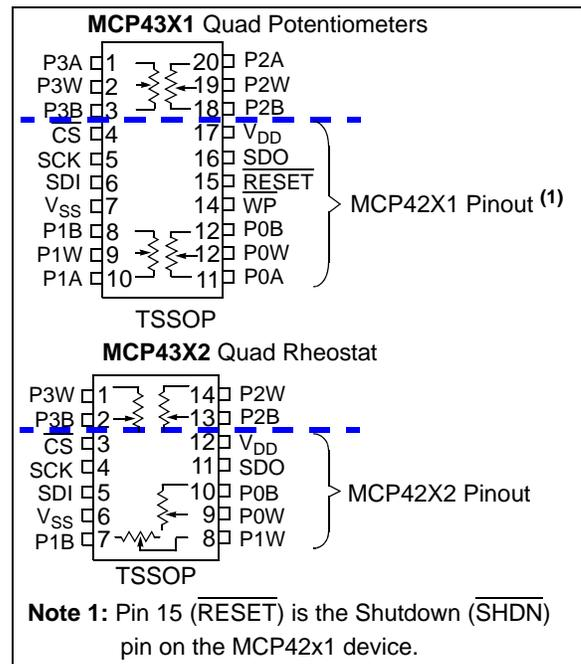 MCP43X1 Quad Potentiometers
P3A 1 20 P2A
P3W 2 19 P2W
P3B 3 18 P2B
CS 4 17 VDD
SCK 5 16 SDO
SDI 6 15 RESET
VSS 7 14 WP
P1B 8 12 P0B
P1W 9 12 P0W
P1A 10 11 P0A
MCP42X1 Pinout (1)
TSSOP
MCP43X2 Quad Rheostat
P3W 1 14 P2W
P3B 2 13 P2B
CS 3 12 VDD
SCK 4 11 SDO
SDI 5 10 P0B
VSS 6 9 P0W
P1B 7 8 P1W
MCP42X2 Pinout
TSSOP
Note 1: Pin 15 (RESET) is the Shutdown (SHDN)
pin on the MCP42x1 device.